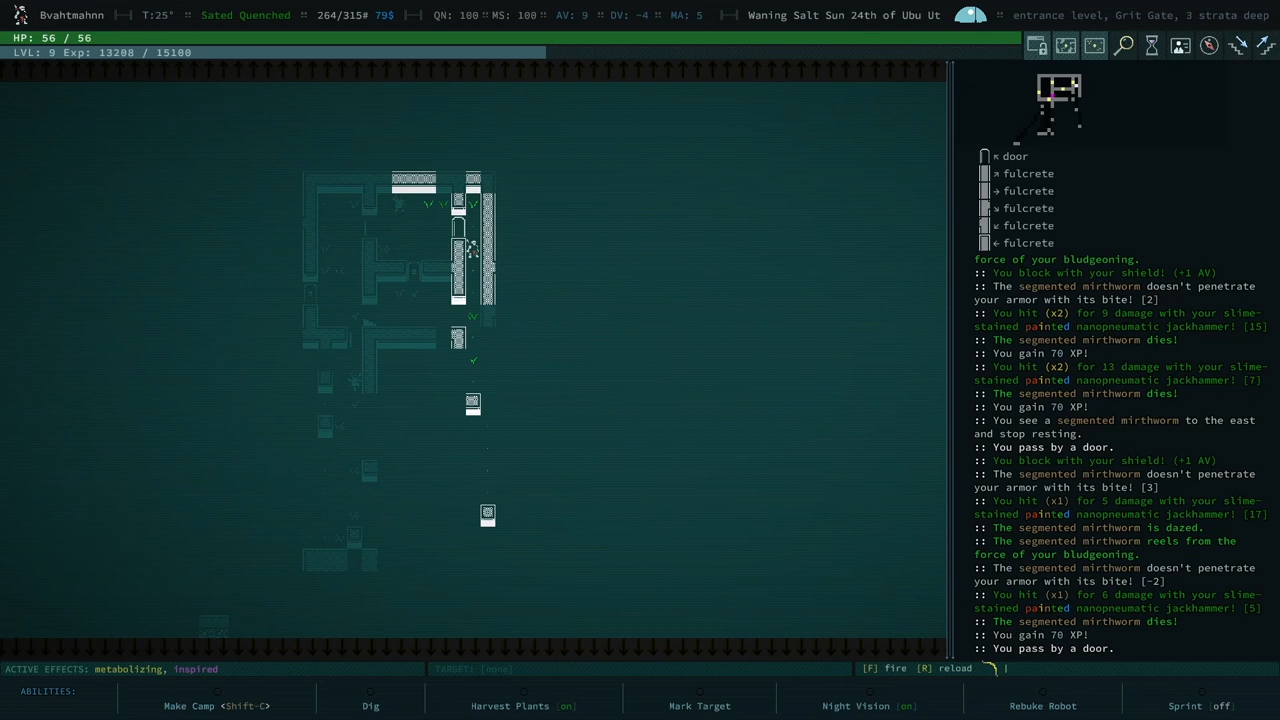 Bvahtmahnn T:25° Sated Quenched 264/315# 79$ QN: 100 MS: 100 AV: 9 DV: -4 MA: 5 Waning Salt Sun 24th of Ubu Ut entrance level, Grit Gate, 3 strata deep
HP: 56 / 56
LVL: 9 Exp: 13208 / 15100
door
fulcrete
fulcrete
fulcrete
fulcrete
fulcrete
force of your bludgeoning.
:: You block with your shield! (+1 AV)
:: The segmented mirthworm doesn't penetrate
your armor with its bite! [2]
:: You hit (x2) for 9 damage with your slime-
stained painted nanopneumatic jackhammer! [15]
:: The segmented mirthworm dies!
:: You gain 70 XP!
:: You hit (x2) for 13 damage with your slime-
stained painted nanopneumatic jackhammer! [7]
:: The segmented mirthworm dies!
:: You gain 70 XP!
:: You see a segmented mirthworm to the east
and stop resting.
:: You pass by a door.
:: You block with your shield! (+1 AV)
:: The segmented mirthworm doesn't penetrate
your armor with its bite! [3]
:: You hit (x1) for 5 damage with your slime-
stained painted nanopneumatic jackhammer! [17]
:: The segmented mirthworm is dazed.
:: The segmented mirthworm reels from the
force of your bludgeoning.
:: The segmented mirthworm doesn't penetrate
your armor with its bite! [-2]
:: You hit (x1) for 6 damage with your slime-
stained painted nanopneumatic jackhammer! [5]
:: The segmented mirthworm dies!
:: You gain 70 XP!
:: You pass by a door.
ACTIVE EFFECTS: metabolizing, inspired TARGET: [none] [F] fire [R] reload
ABILITIES: Make Camp <Shift-C> Dig Harvest Plants [on] Mark Target Night Vision [on] Rebuke Robot Sprint [off]